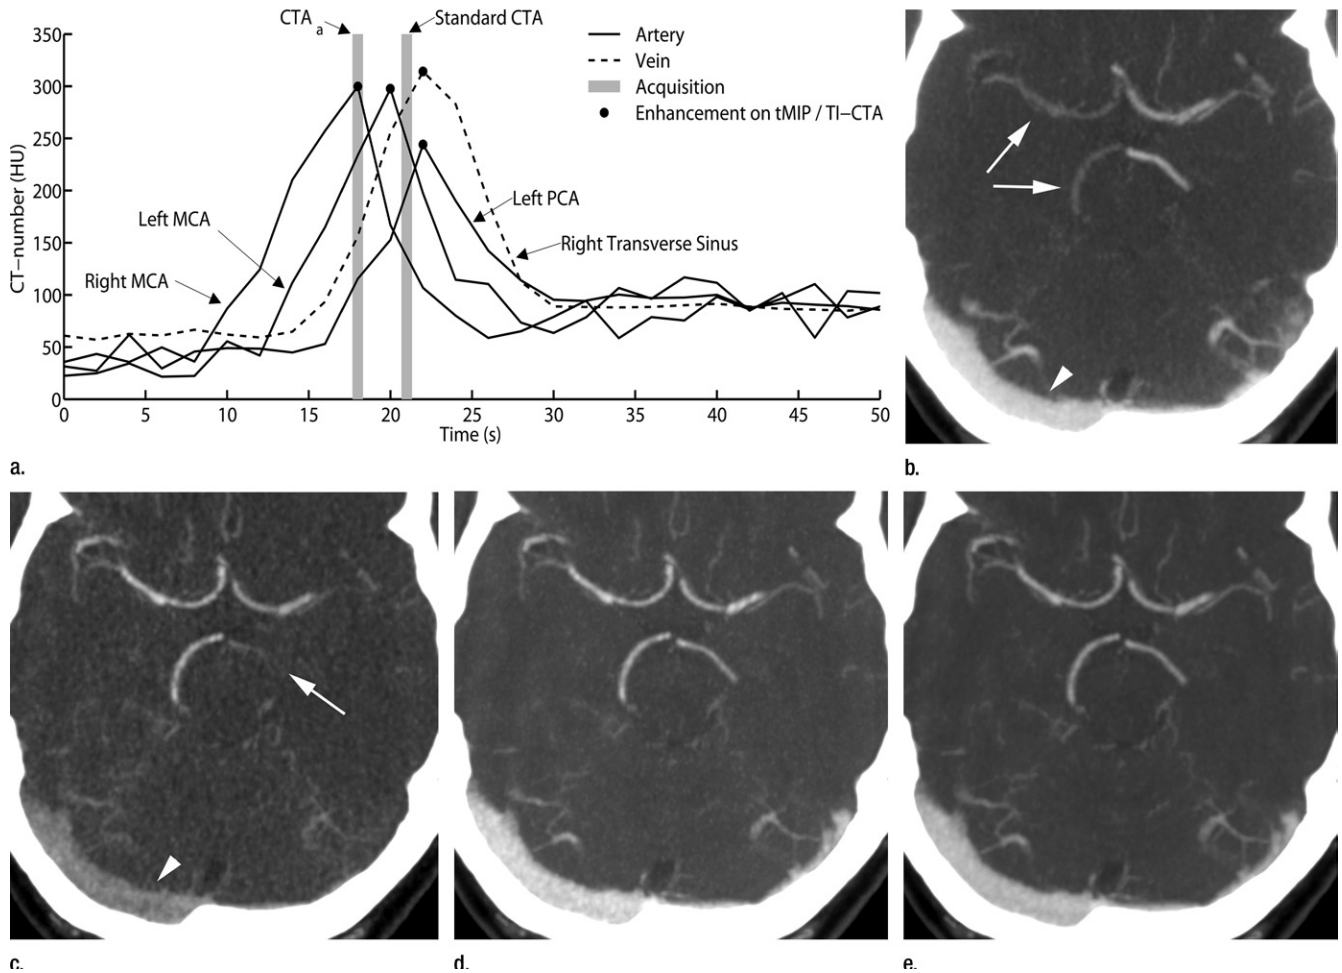 CTA
a
Standard CTA
Artery
Vein
Acquisition
Enhancement on tMIP / TI−CTA
350
300
250
200
150
100
50
0
CT−number (HU)
Left MCA
Right MCA
Left PCA
Right Transverse Sinus
0 5 10 15 20 25 30 35 40 45 50
Time (s)
a.
b.
c.
d.
e.